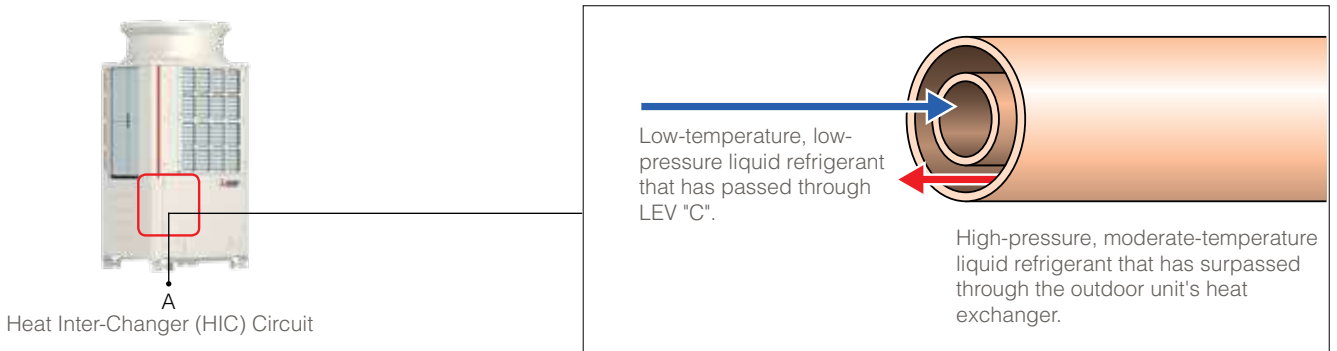 A
Heat Inter-Changer (HIC) Circuit
Low-temperature, low-
pressure liquid refrigerant
that has passed through
LEV "C".
High-pressure, moderate-temperature
liquid refrigerant that has surpassed
through the outdoor unit's heat
exchanger.